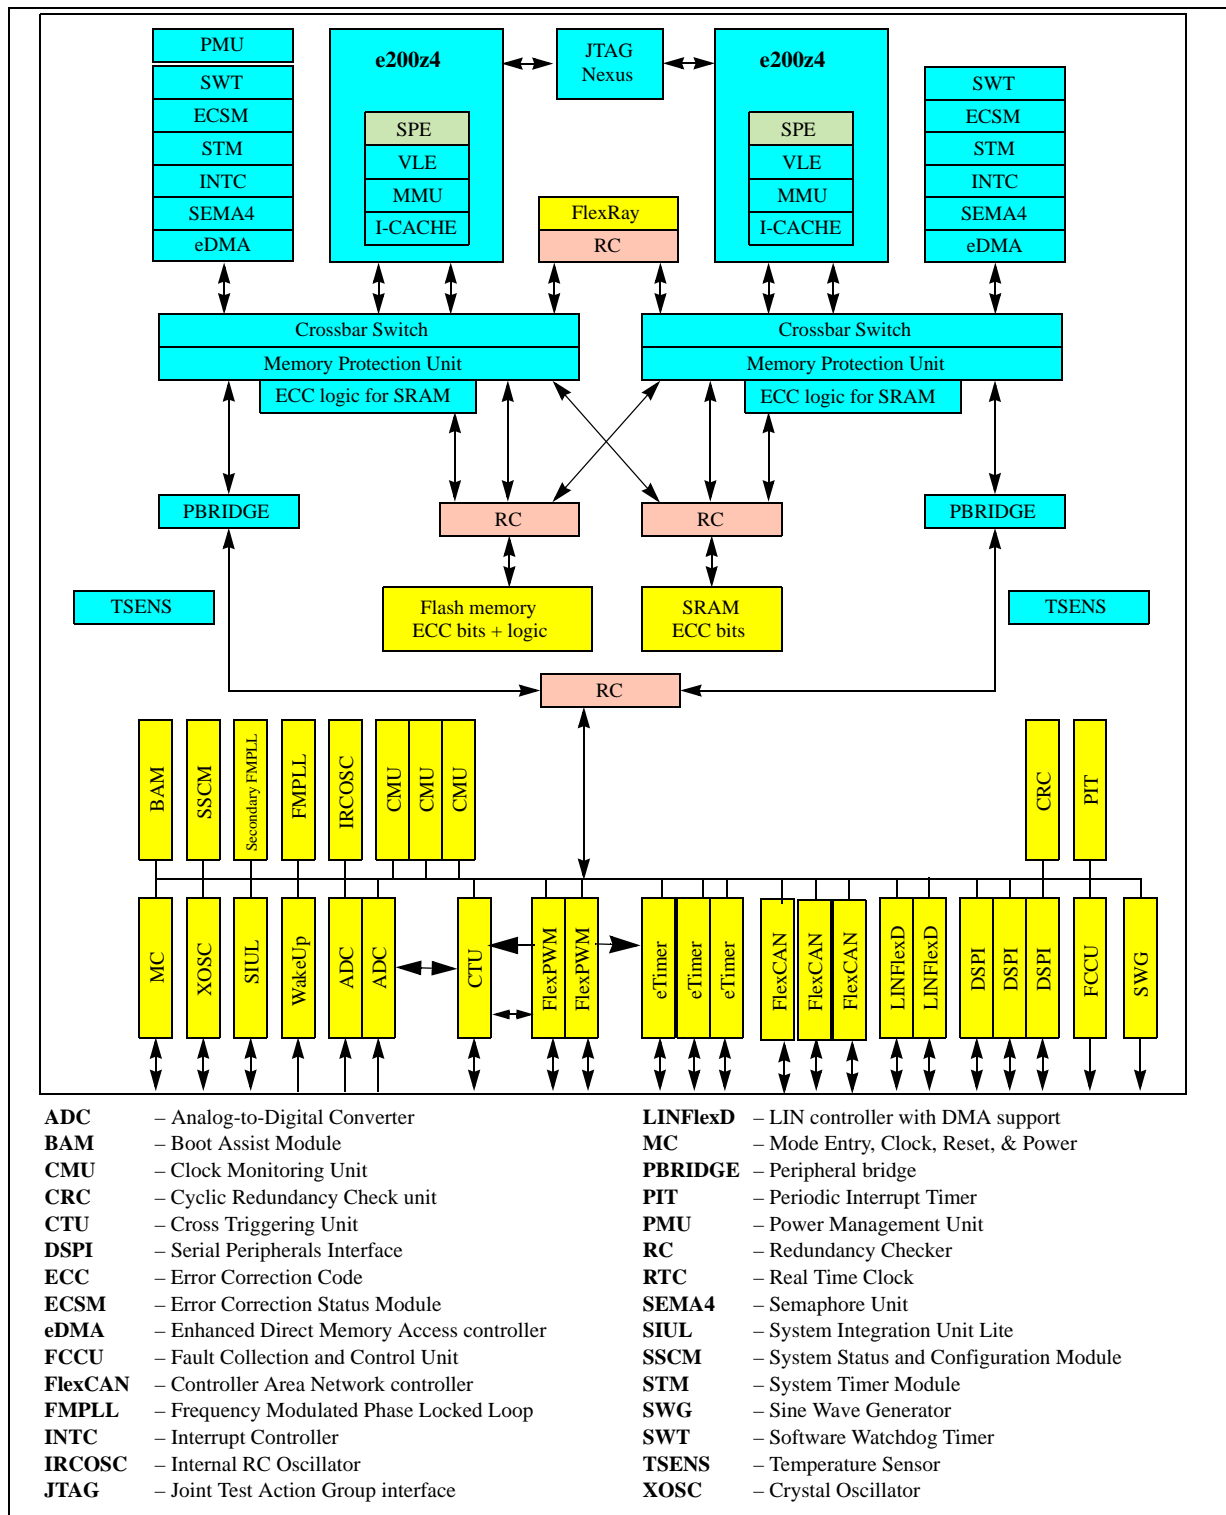 PMU
SWT
ECSM
STM
INTC
SEMA4
eDMA
e200z4
SPE
VLE
MMU
I-CACHE
JTAG
Nexus
FlexRay
RC
e200z4
SPE
VLE
MMU
I-CACHE
SWT
ECSM
STM
INTC
SEMA4
eDMA
Crossbar Switch
Memory Protection Unit
ECC logic for SRAM
Crossbar Switch
Memory Protection Unit
ECC logic for SRAM
PBRIDGE
RC
RC
PBRIDGE
TSENS
Flash memory
ECC bits + logic
SRAM
ECC bits
TSENS
RC
BAM
SSCM
Secondary FMPLL
FMPLL
IRCOSC
CMU
CMU
CMU
CRC
PIT
MC
XOSC
SIUL
WakeUp
ADC
ADC
CTU
FlexPWM
FlexPWM
eTimer
eTimer
eTimer
FlexCAN
FlexCAN
FlexCAN
LINFlexD
LINFlexD
DSPI
DSPI
DSPI
FCCU
SWG
ADC – Analog-to-Digital Converter
BAM – Boot Assist Module
CMU – Clock Monitoring Unit
CRC – Cyclic Redundancy Check unit
CTU – Cross Triggering Unit
DSPI – Serial Peripherals Interface
ECC – Error Correction Code
ECSM – Error Correction Status Module
eDMA – Enhanced Direct Memory Access controller
FCCU – Fault Collection and Control Unit
FlexCAN – Controller Area Network controller
FMPLL – Frequency Modulated Phase Locked Loop
INTC – Interrupt Controller
IRCOSC – Internal RC Oscillator
JTAG – Joint Test Action Group interface
LINFlexD – LIN controller with DMA support
MC – Mode Entry, Clock, Reset, & Power
PBRIDGE – Peripheral bridge
PIT – Periodic Interrupt Timer
PMU – Power Management Unit
RC – Redundancy Checker
RTC – Real Time Clock
SEMA4 – Semaphore Unit
SIUL – System Integration Unit Lite
SSCM – System Status and Configuration Module
STM – System Timer Module
SWG – Sine Wave Generator
SWT – Software Watchdog Timer
TSENS – Temperature Sensor
XOSC – Crystal Oscillator